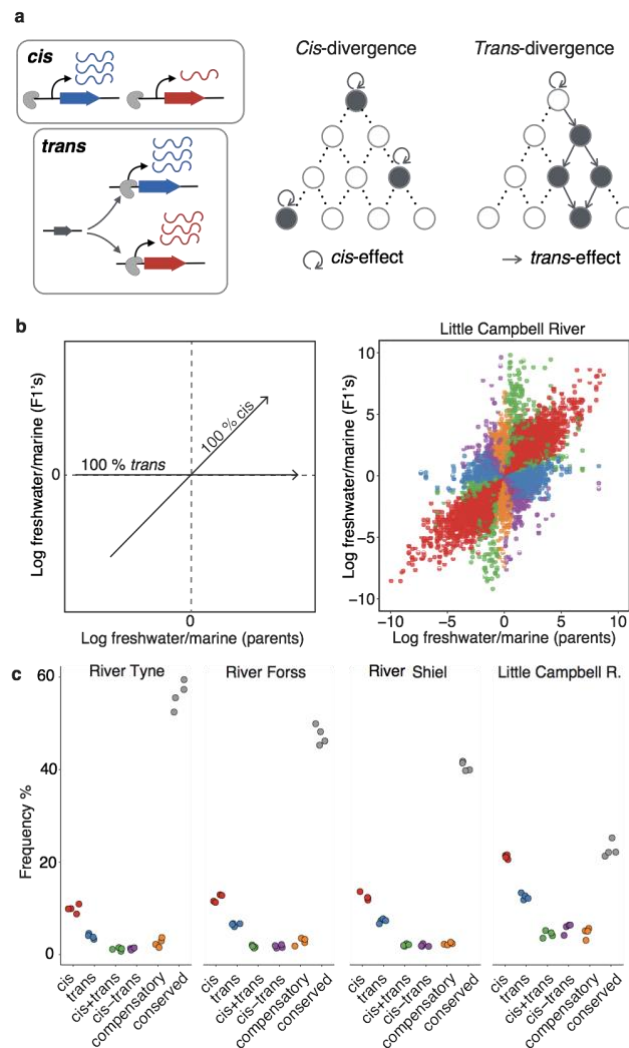 a
cis
trans
Cis-divergence
Trans-divergence
cis-effect
trans-effect
b
Log freshwater/marine (F1's)
0
100 % cis
100 % trans
0
Log freshwater/marine (parents)
Little Campbell River
Log freshwater/marine (F1's)
10
5
0
−5
−10
−10 −5 0 5 10
Log freshwater/marine (parents)
c
River Tyne River Forss River Shiel Little Campbell R.
Frequency %
60
40
20
0
cis trans cis+trans cis−trans compensatory conserved
cis trans cis+trans cis−trans compensatory conserved
cis trans cis+trans cis−trans compensatory conserved
cis trans cis+trans cis−trans compensatory conserved